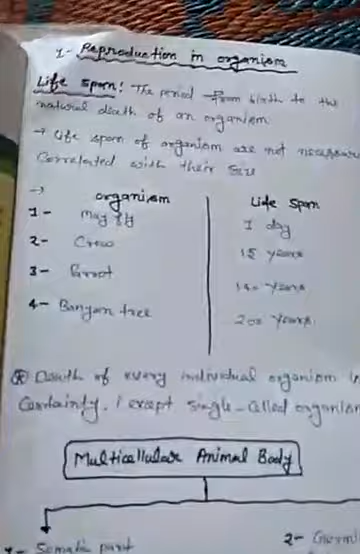 1- Reproduction in organism
Life Span: The period from birth to the
natural death of an organism
→ Life span of organism are not necessar
Correlated with their size
→
organism Life Span
1- May fly 1 day
2- Crow 15 years
3- Parrot 140 years
4- Banyan tree 200 years
Death of every individual organism is
Certainty, except single-celled organism
Multicellular Animal Body
1- Somatic part 2- Germ